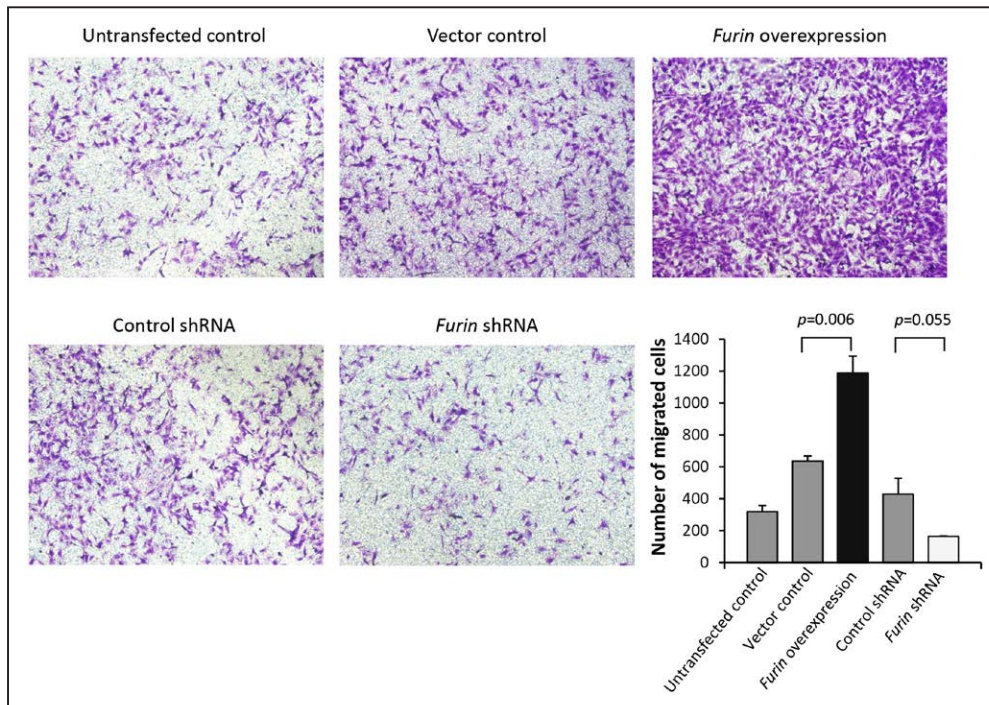 Untransfected control
Vector control
Furin overexpression
Control shRNA
Furin shRNA
p=0.006
p=0.055
Number of migrated cells
1400
1200
1000
800
600
400
200
0
Untransfected control
Vector control
Furin overexpression
Control shRNA
Furin shRNA